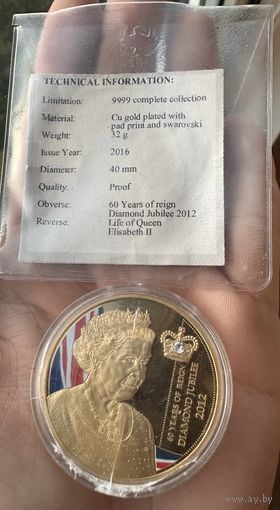 TECHNICAL INFORMATION:
Limitation: 9999 complete collection
Material: Cu gold plated with
pad print and swarovski
Weight: 32 g
Issue Year: 2016
Diameter: 40 mm
Quality: Proof
Obverse: 60 Years of reign
Diamond Jubilee 2012
Reverse: Life of Queen
Elisabeth II
60 YEARS OF REIGN
DIAMOND JUBILEE
2012
www.ay.by